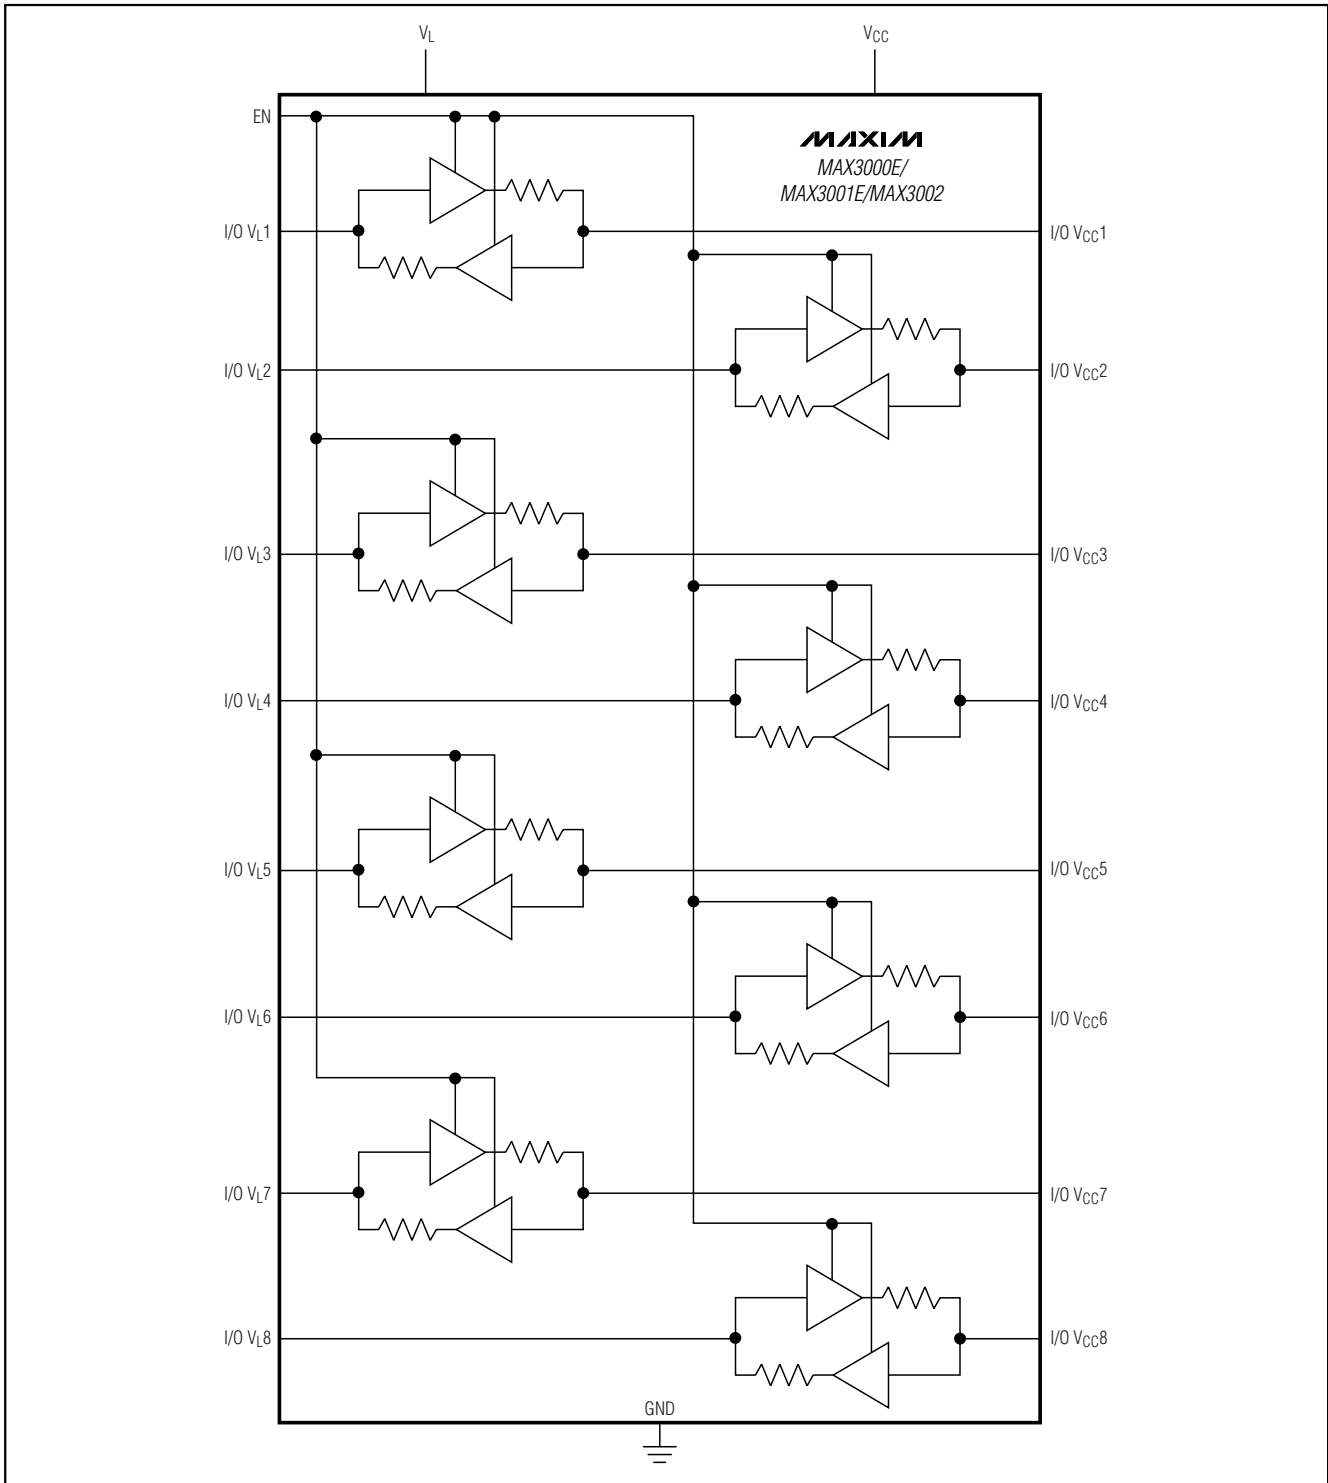 VL
VCC
EN
MAXIM
MAX3000E/
MAX3001E/MAX3002
I/O VL1
I/O VCC1
I/O VL2
I/O VCC2
I/O VL3
I/O VCC3
I/O VL4
I/O VCC4
I/O VL5
I/O VCC5
I/O VL6
I/O VCC6
I/O VL7
I/O VCC7
I/O VL8
I/O VCC8
GND